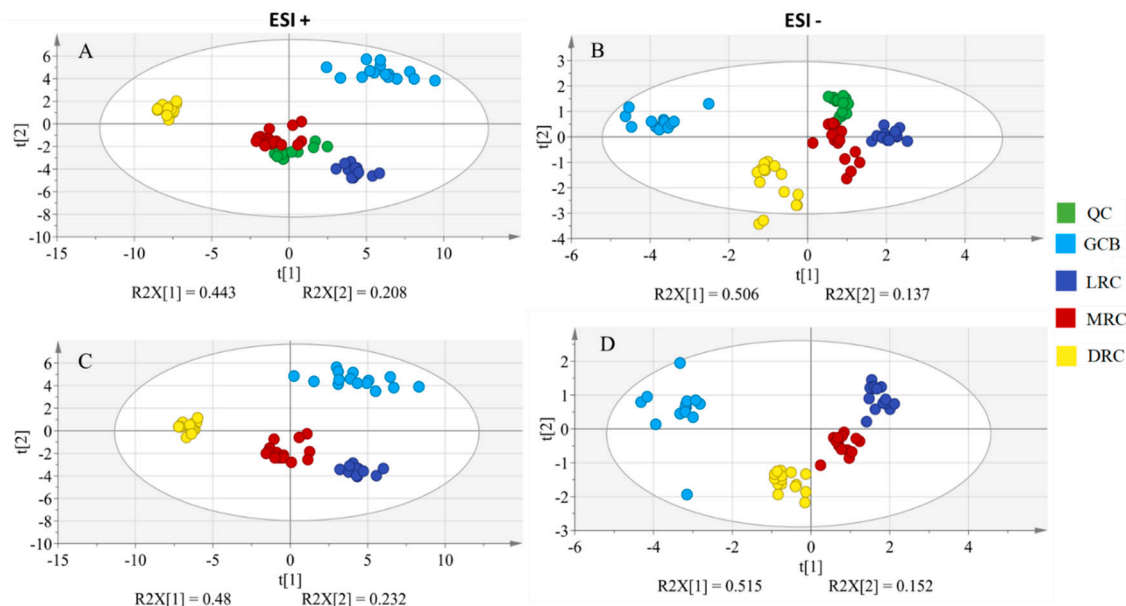 ESI +
ESI -
A
6
4
2
0
-2
-4
-6
-8
-10
t[2]
-15
-10
-5
0
5
10
t[1]
R2X[1] = 0.443 R2X[2] = 0.208
B
3
2
1
0
-1
-2
-3
-4
t[2]
-6
-4
-2
0
2
4
t[1]
R2X[1] = 0.506 R2X[2] = 0.137
QC
GCB
LRC
MRC
DRC
C
6
4
2
0
-2
-4
-6
-8
-10
t[2]
-15
-10
-5
0
5
10
t[1]
R2X[1] = 0.48 R2X[2] = 0.232
D
2
1
0
-1
-2
-3
t[2]
-6
-4
-2
0
2
4
t[1]
R2X[1] = 0.515 R2X[2] = 0.152